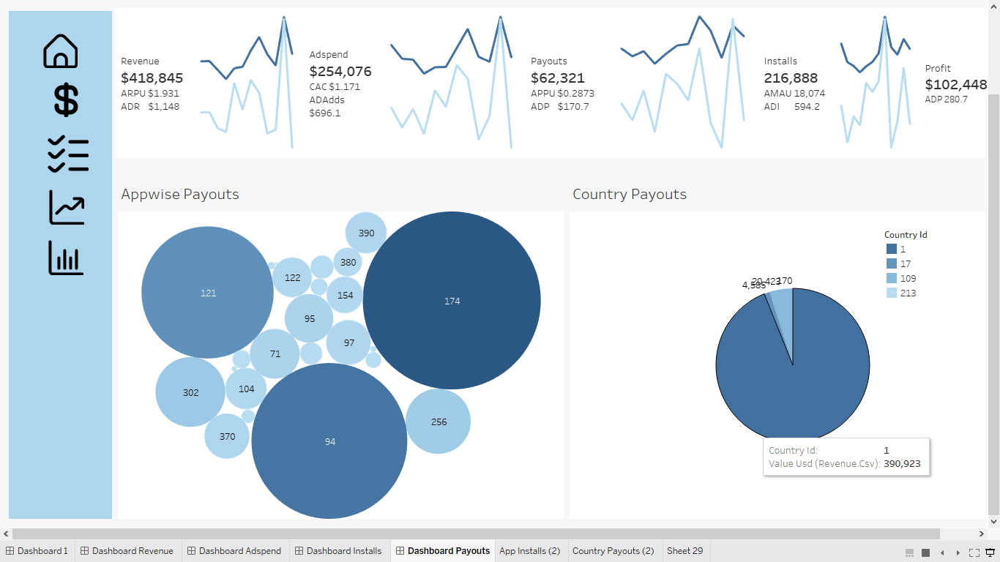 Revenue
$418,845
ARPU $1.931
ADR $1,148
Adspend
$254,076
CAC $1.171
ADAdds
$696.1
Payouts
$62,321
APPU $0.2873
ADP $170.7
Installs
216,888
AMAU 18,074
ADI 594.2
Profit
$102,448
ADP 280.7
Appwise Payouts
390
380
122
121
154
174
95
97
71
302
104
256
370
94
Country Payouts
Country Id
1
17
109
213
4,585
20,423
170
Country Id: 1
Value Usd (Revenue.Csv): 390,923
Dashboard 1 Dashboard Revenue Dashboard Adspend Dashboard Installs Dashboard Payouts App Installs (2) Country Payouts (2) Sheet 29